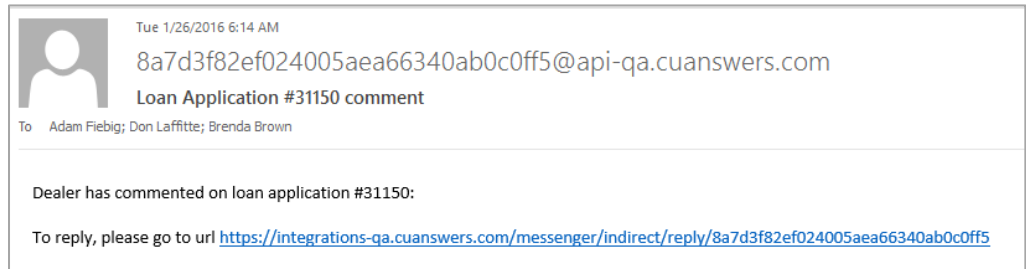 Tue 1/26/2016 6:14 AM
8a7d3f82ef024005aea66340ab0c0ff5@api-qa.cuanswers.com
Loan Application #31150 comment
To Adam Fiebig; Don Laffitte; Brenda Brown
Dealer has commented on loan application #31150:
To reply, please go to url https://integrations-qa.cuanswers.com/messenger/indirect/reply/8a7d3f82ef024005aea66340ab0c0ff5